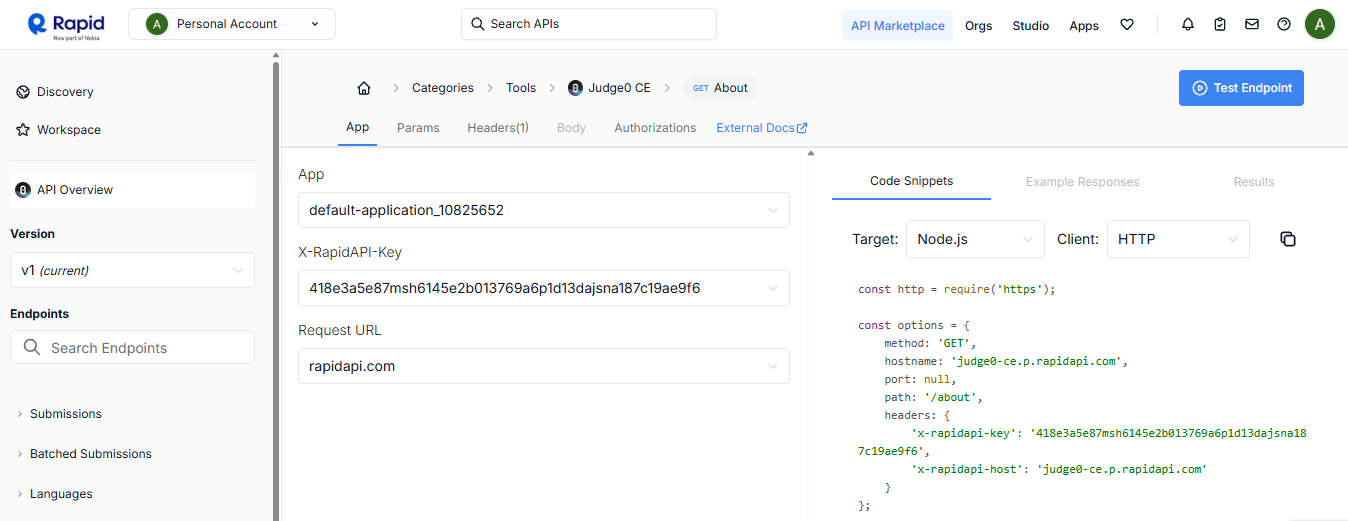 Rapid
Now part of Nokia
A Personal Account
Search APIs
API Marketplace Orgs Studio Apps
A
Discovery
Workspace
API Overview
Version
v1 (current)
Endpoints
Search Endpoints
Submissions
Batched Submissions
Languages
Categories Tools Judge0 CE GET About
Test Endpoint
App Params Headers(1) Body Authorizations External Docs
App
default-application_10825652
X-RapidAPI-Key
418e3a5e87msh6145e2b013769a6p1d13dajsna187c19ae9f6
Request URL
rapidapi.com
Code Snippets Example Responses Results
Target: Node.js Client: HTTP
const http = require('https');
const options = {
method: 'GET',
hostname: 'judge0-ce.p.rapidapi.com',
port: null,
path: '/about',
headers: {
'x-rapidapi-key': '418e3a5e87msh6145e2b013769a6p1d13dajsna18
7c19ae9f6',
'x-rapidapi-host': 'judge0-ce.p.rapidapi.com'
}
};